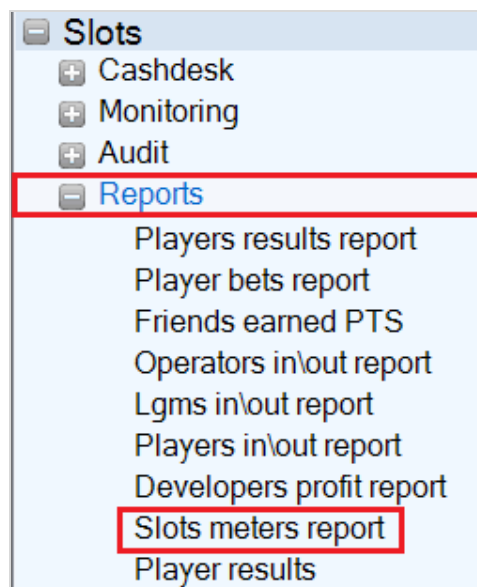 Slots
Cashdesk
Monitoring
Audit
Reports
Players results report
Player bets report
Friends earned PTS
Operators in\out report
Lgms in\out report
Players in\out report
Developers profit report
Slots meters report
Player results